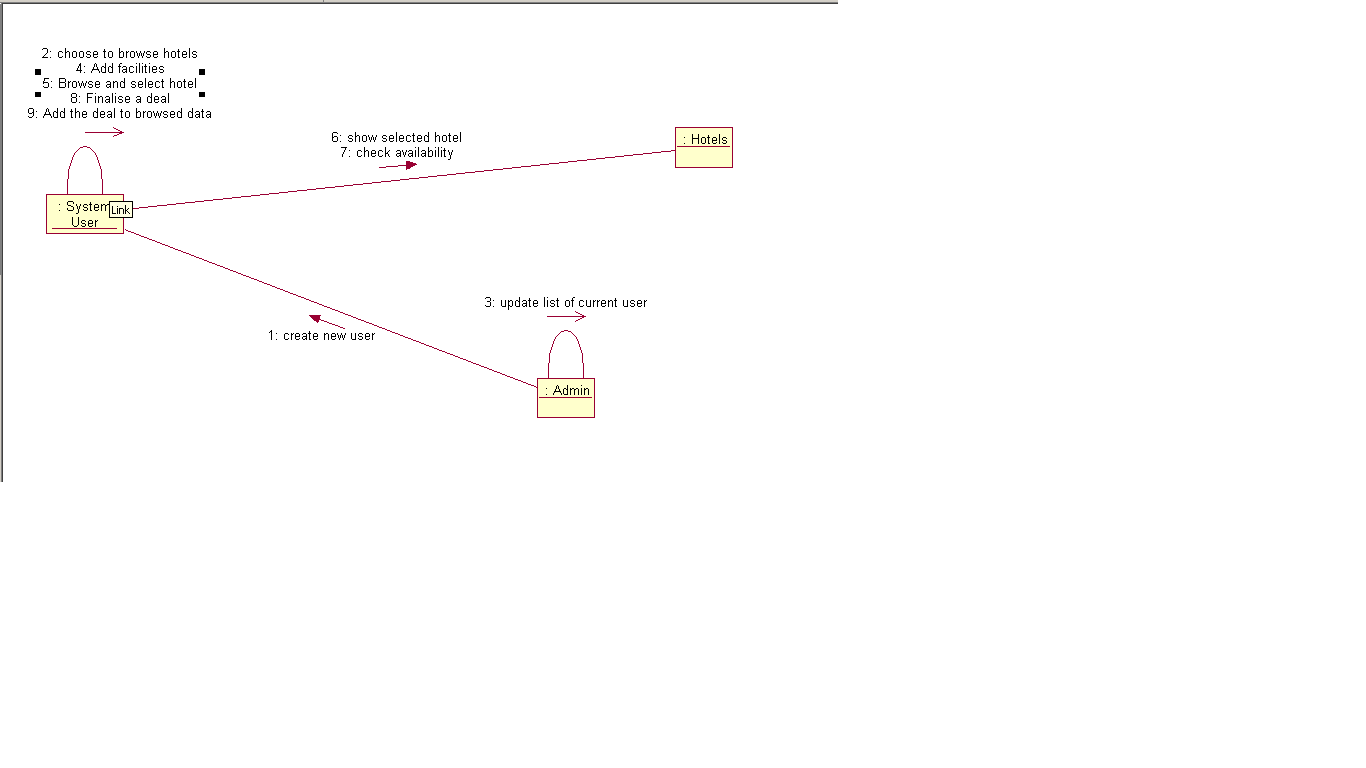 2: choose to browse hotels
4: Add facilities
5: Browse and select hotel
8: Finalise a deal
9: Add the deal to browsed data
6: show selected hotel
7: check availability
: Hotels
: System
User
Link
3: update list of current user
1: create new user
: Admin